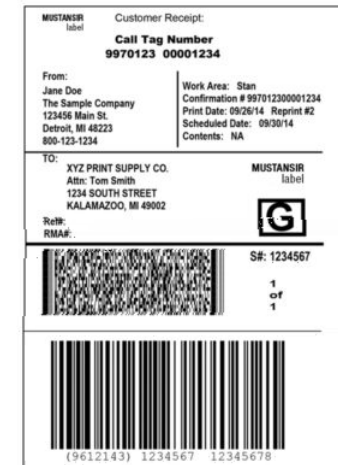 MUSTANSIR
label
Customer Receipt:
Call Tag Number
9970123 00001234
From:
Jane Doe
The Sample Company
123456 Main St.
Detroit, MI 48223
800-123-1234
Work Area: Stan
Confirmation # 997012300001234
Print Date: 09/26/14 Reprint #2
Scheduled Date: 09/30/14
Contents: NA
TO:
XYZ PRINT SUPPLY CO.
Attn: Tom Smith
1234 SOUTH STREET
KALAMAZOO, MI 49002
Ref#:
RMA#:
MUSTANSIR
label
G
S#: 1234567
1
of
1
(9612143) 1234567 12345678